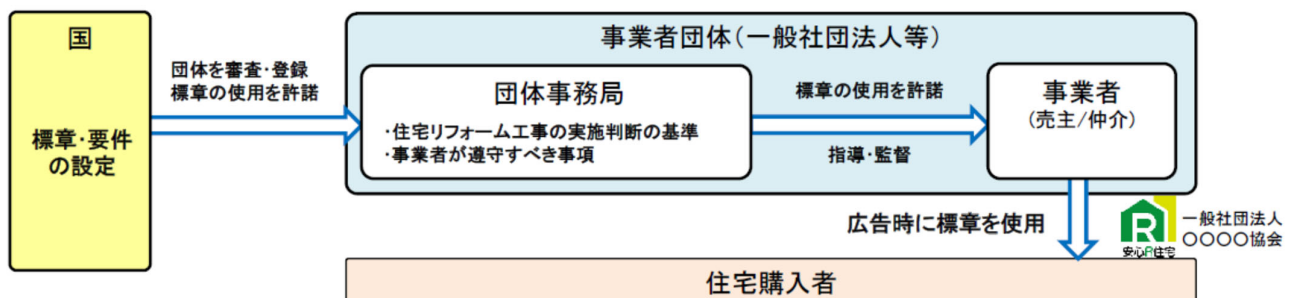 国
標章・要件
の設定
団体を審査・登録
標章の使用を許諾
事業者団体(一般社団法人等)
団体事務局
・住宅リフォーム工事の実施判断の基準
・事業者が遵守すべき事項
標章の使用を許諾
指導・監督
事業者
(売主/仲介)
広告時に標章を使用
R
安心R住宅
一般社団法人
〇〇〇〇協会
住宅購入者